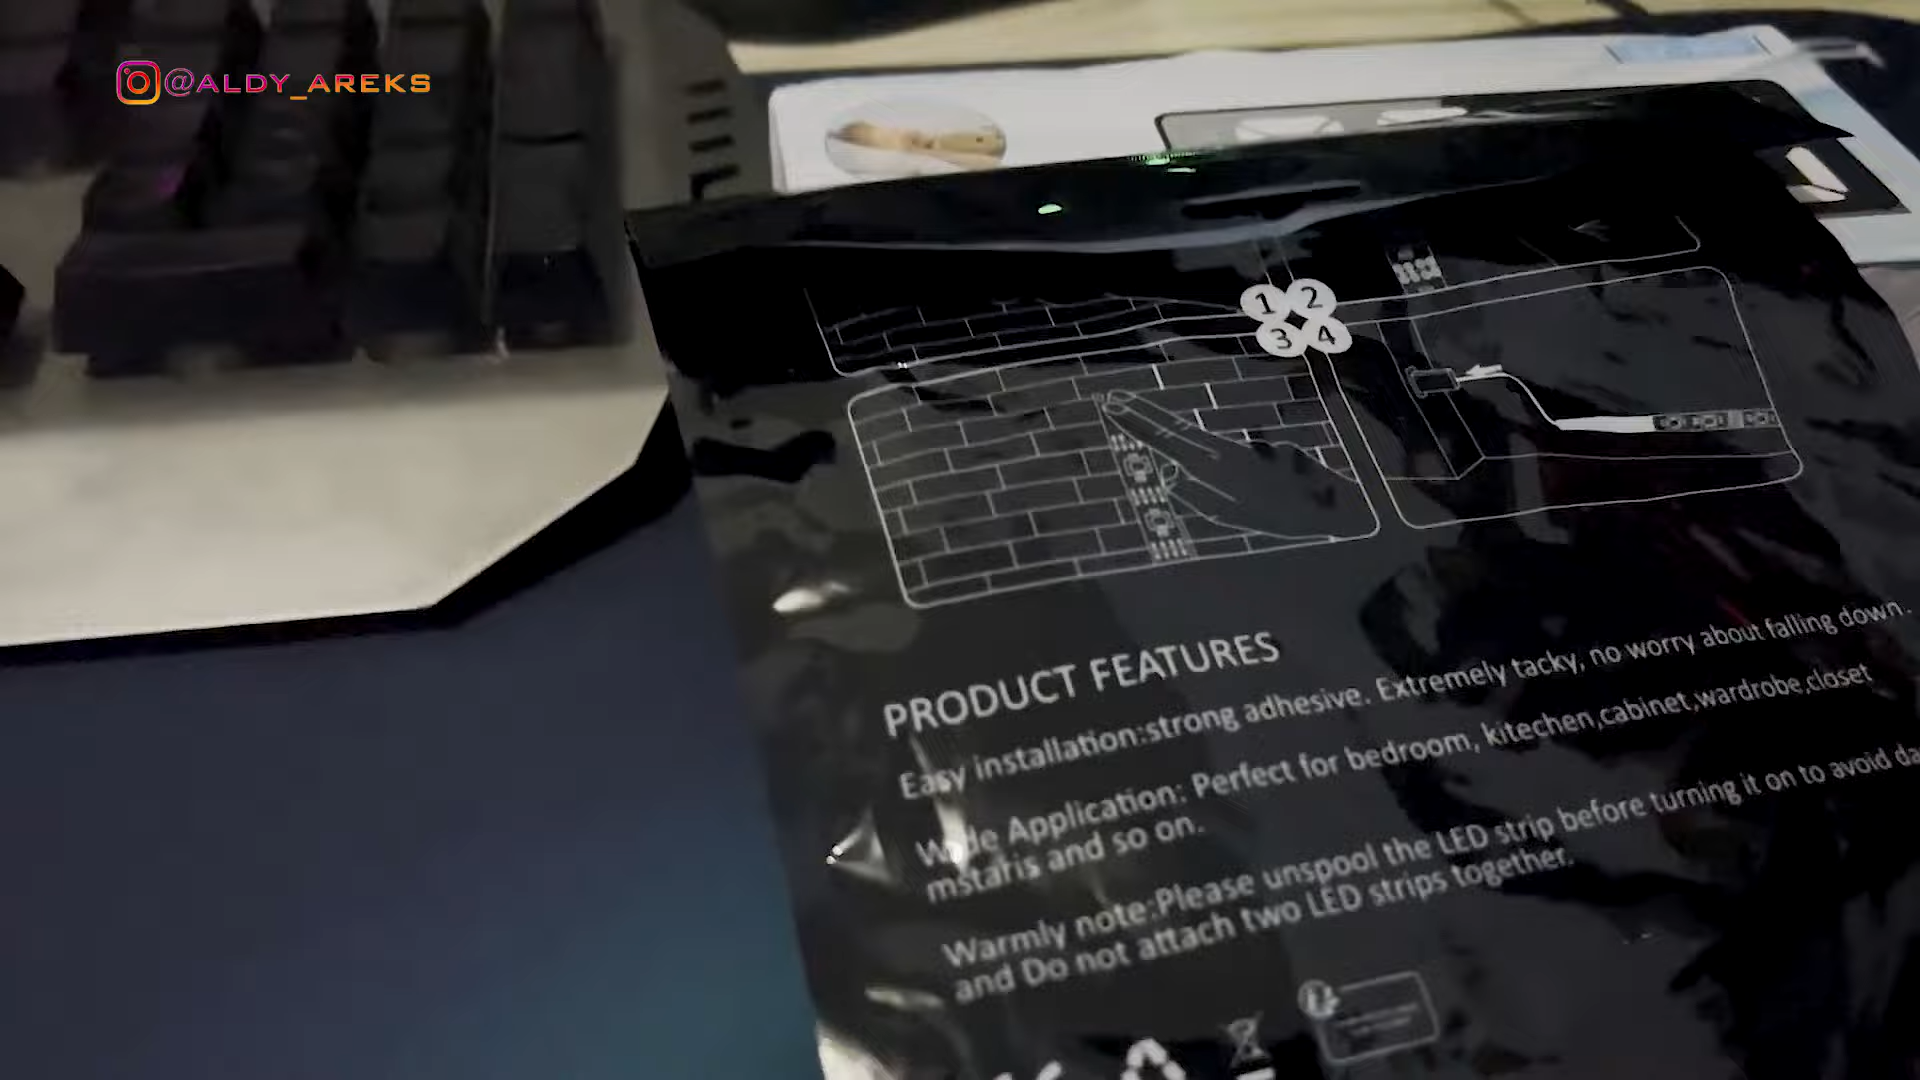 @ALDY_AREKS
1 2
3 4
PRODUCT FEATURES
Easy installation:strong adhesive. Extremely tacky, no worry about falling down.
Wide Application: Perfect for bedroom, kitechen,cabinet,wardrobe,closet
mstaris and so on.
Warmly note:Please unspool the LED strip before turning it on to avoid da
and Do not attach two LED strips together.